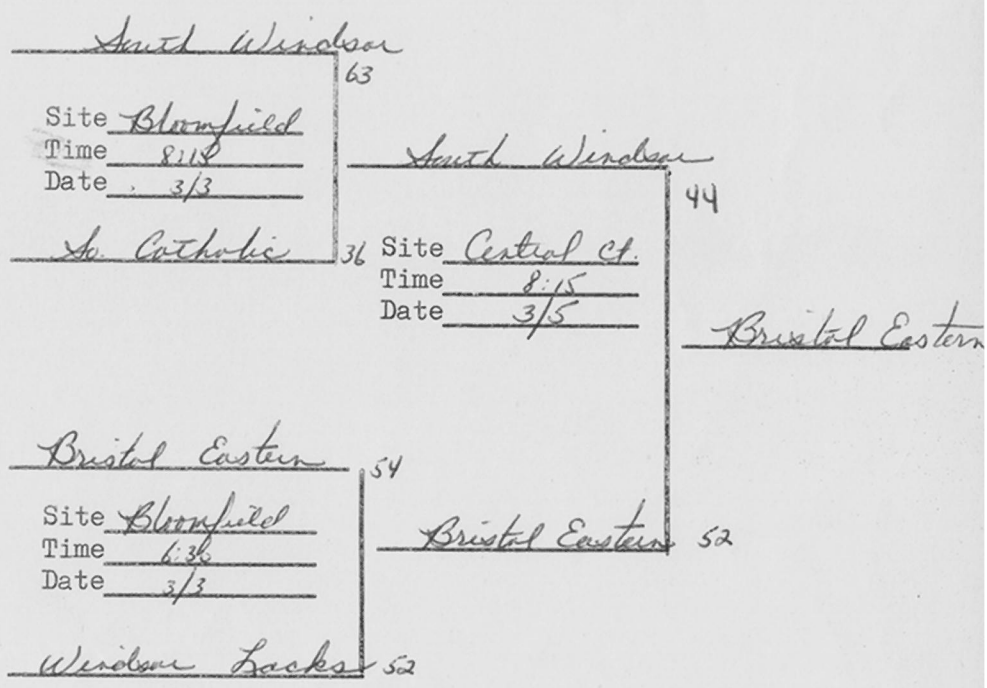 South Windsor
63
Site Bloomfield
Time 8:15
Date 3/3
So. Catholic
36
South Windsor
44
Site Central Ct.
Time 8:15
Date 3/5
Bristol Eastern
Bristol Eastern
54
Site Bloomfield
Time 6:30
Date 3/3
Windsor Locks
52
Bristol Eastern
52